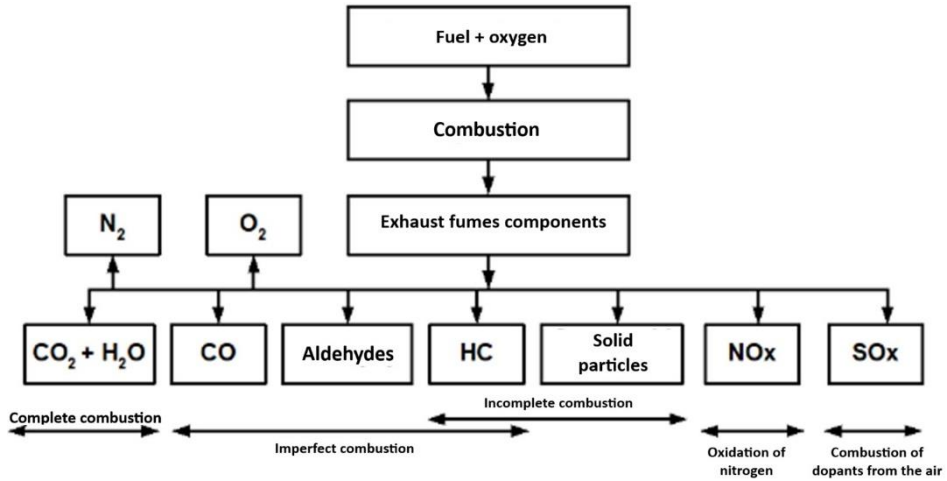 Fuel + oxygen
Combustion
Exhaust fumes components
N₂
O₂
CO₂ + H₂O
CO
Aldehydes
HC
Solid
particles
NOx
SOx
Complete combustion
Imperfect combustion
Incomplete combustion
Oxidation of
nitrogen
Combustion of
dopants from the air